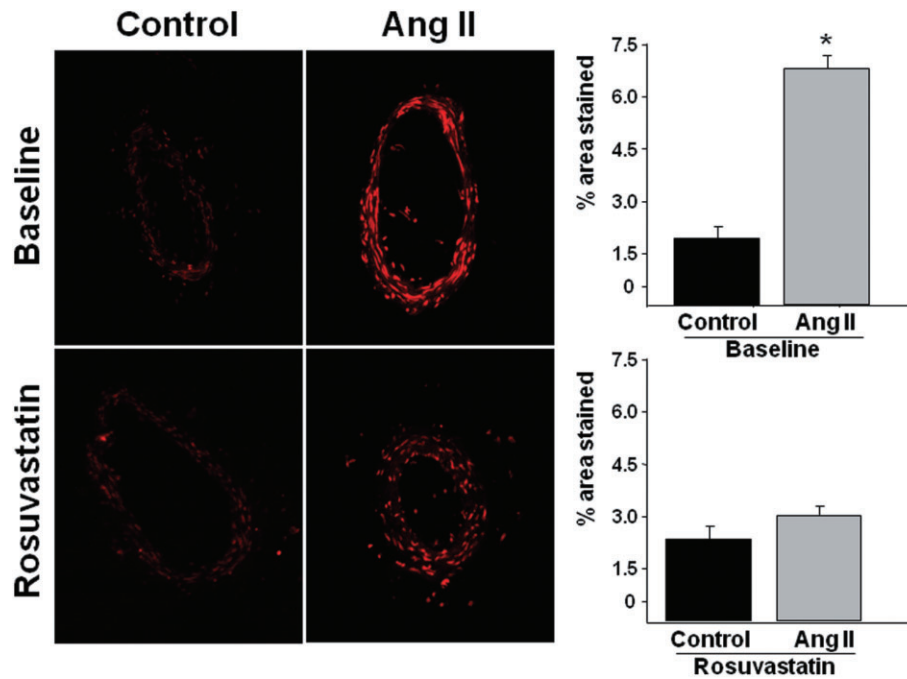 Control Ang II
Baseline
Rosuvastatin
% area stained
7.5
6.0
4.5
3.0
1.5
0
*
Control Ang II
Baseline
% area stained
7.5
6.0
4.5
3.0
1.5
0
Control Ang II
Rosuvastatin